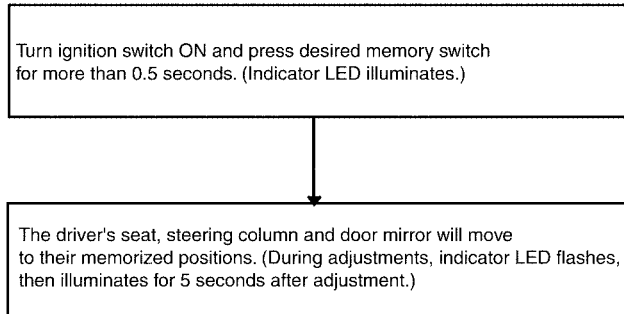 Turn ignition switch ON and press desired memory switch
for more than 0.5 seconds. (Indicator LED illuminates.)
The driver's seat, steering column and door mirror will move
to their memorized positions. (During adjustments, indicator LED flashes,
then illuminates for 5 seconds after adjustment.)